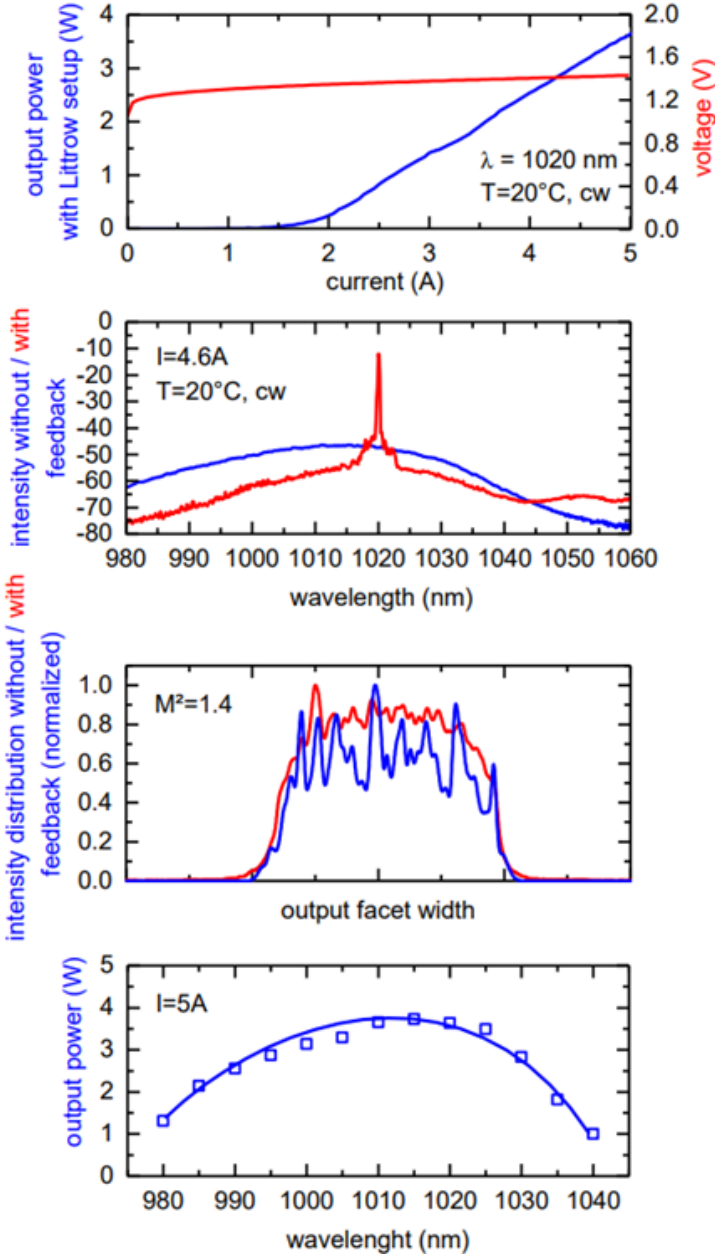 output power
with Littrow setup (W)
4
3
2
1
0
2.0
1.6
1.2
0.8
0.4
0.0
voltage (V)
λ = 1020 nm
T=20°C, cw
0 1 2 3 4 5
current (A)
intensity without / with
feedback
0
-10
-20
-30
-40
-50
-60
-70
-80
I=4.6A
T=20°C, cw
980 990 1000 1010 1020 1030 1040 1050 1060
wavelength (nm)
intensity distribution without / with
feedback (normalized)
1.0
0.8
0.6
0.4
0.2
0.0
M²=1.4
output facet width
output power (W)
5
4
3
2
1
0
I=5A
980 990 1000 1010 1020 1030 1040
wavelenght (nm)